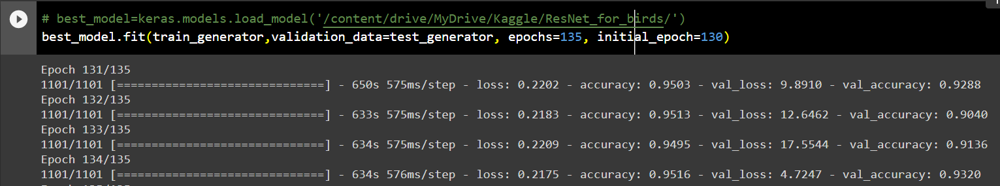 # best_model=keras.models.load_model('/content/drive/MyDrive/Kaggle/ResNet_for_birds/')
best_model.fit(train_generator,validation_data=test_generator, epochs=135, initial_epoch=130)
Epoch 131/135
1101/1101 [==============================] - 650s 575ms/step - loss: 0.2202 - accuracy: 0.9503 - val_loss: 9.8910 - val_accuracy: 0.9288
Epoch 132/135
1101/1101 [==============================] - 633s 575ms/step - loss: 0.2183 - accuracy: 0.9513 - val_loss: 12.6462 - val_accuracy: 0.9040
Epoch 133/135
1101/1101 [==============================] - 634s 575ms/step - loss: 0.2209 - accuracy: 0.9495 - val_loss: 17.5544 - val_accuracy: 0.9136
Epoch 134/135
1101/1101 [==============================] - 634s 576ms/step - loss: 0.2175 - accuracy: 0.9516 - val_loss: 4.7247 - val_accuracy: 0.9320